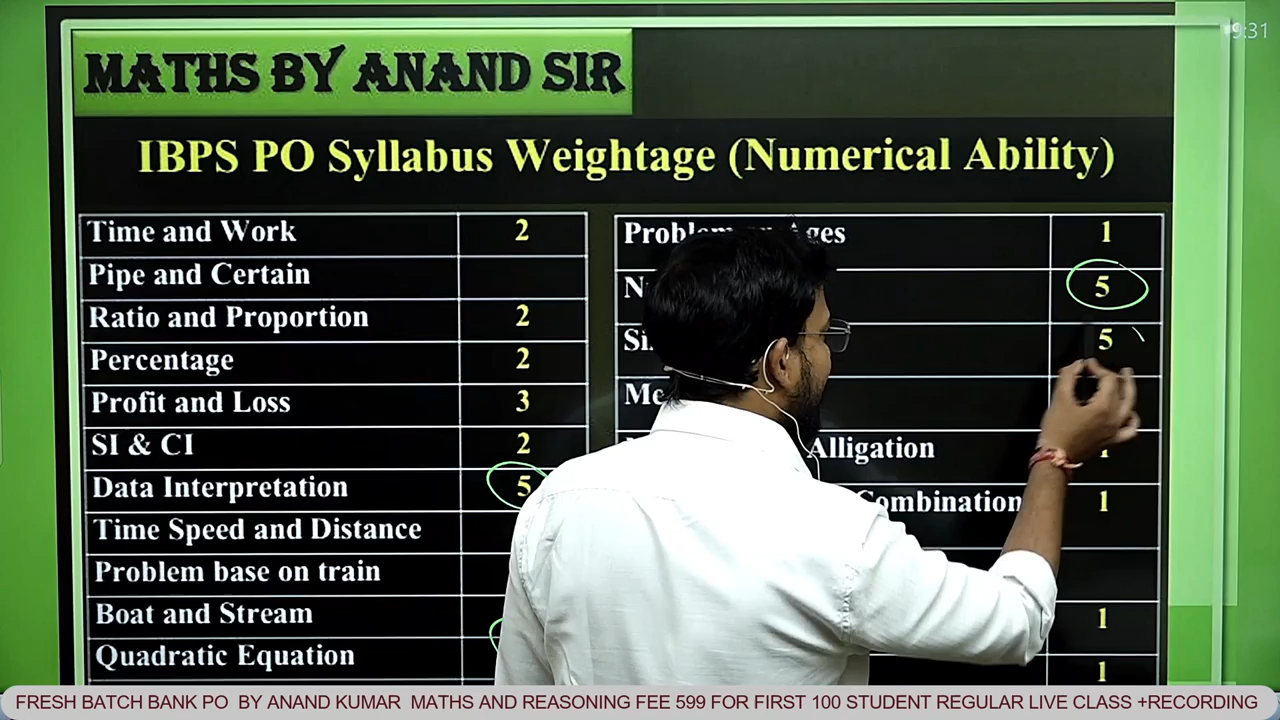 9:31
MATHS BY ANAND SIR
IBPS PO Syllabus Weightage (Numerical Ability)
Time and Work 2
Pipe and Certain
Ratio and Proportion 2
Percentage 2
Profit and Loss 3
SI & CI 2
Data Interpretation 5
Time Speed and Distance
Problem base on train
Boat and Stream
Quadratic Equation
Ages 1
5
5
Alligation
Combination 1
1
1
FRESH BATCH BANK PO BY ANAND KUMAR MATHS AND REASONING FEE 599 FOR FIRST 100 STUDENT REGULAR LIVE CLASS +RECORDING